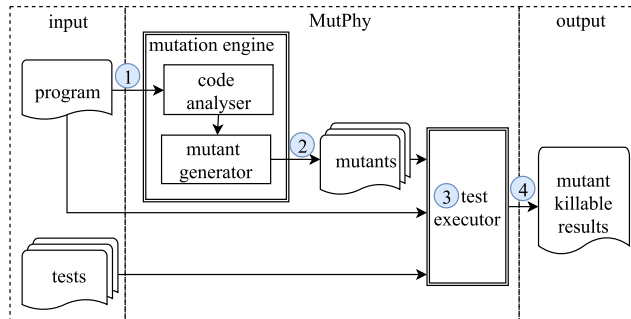 input
MutPhy
output
mutation engine
program
1
code
analyser
mutant
generator
2
mutants
3 test
executor
4
mutant
killable
results
tests